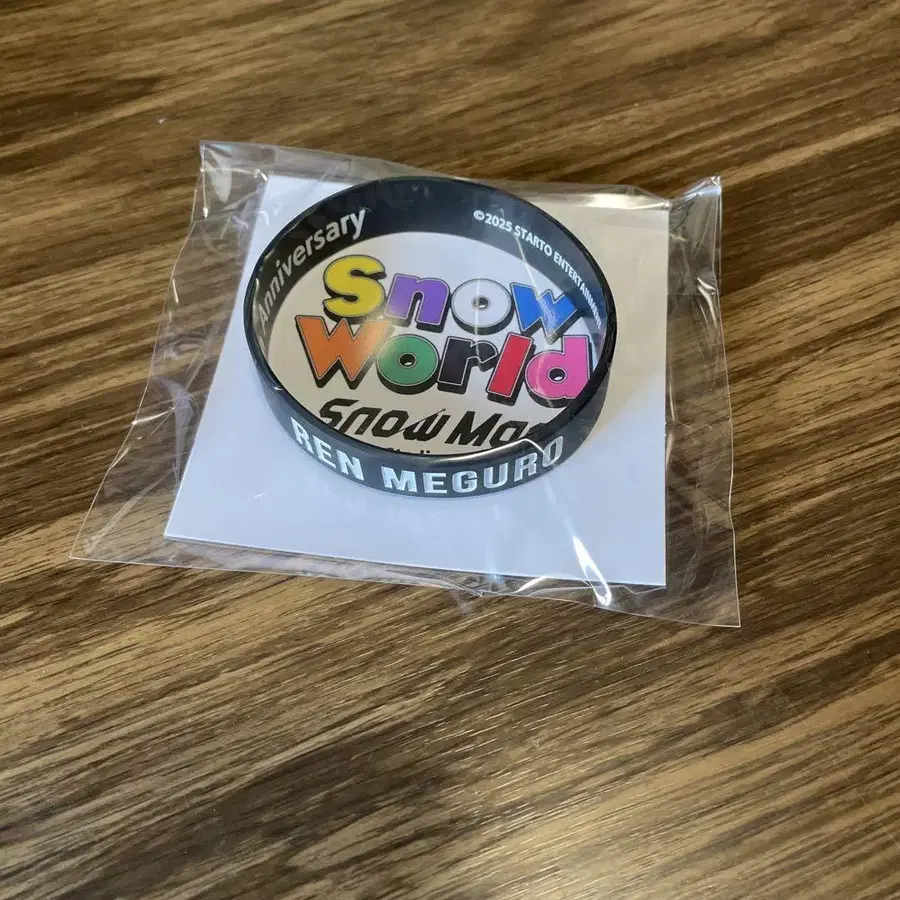 Anniversary
©2025 STARTO ENTERTAINMENT
Snow
World
Snow Man
REN MEGURO